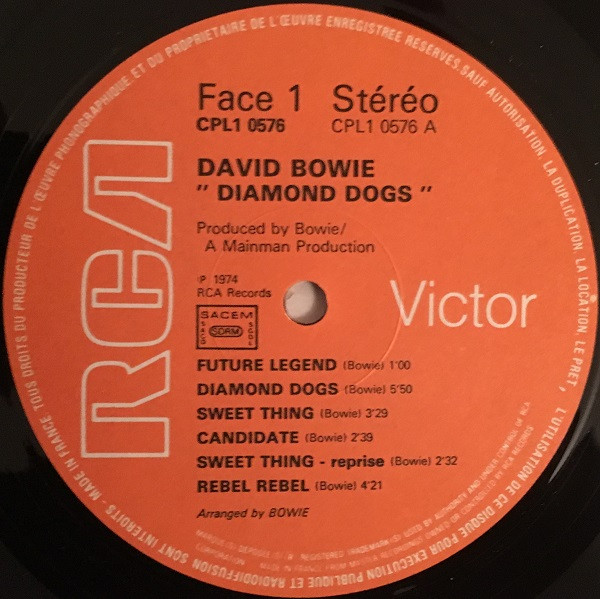 Face 1 Stéréo
CPL1 0576 CPL1 0576 A
DAVID BOWIE
" DIAMOND DOGS "
Produced by Bowie/
A Mainman Production
℗ 1974
RCA Records
SACEM
SACD SDRM SGDL
RCA
Victor
FUTURE LEGEND (Bowie) 1'00
DIAMOND DOGS (Bowie) 5'50
SWEET THING (Bowie) 3'29
CANDIDATE (Bowie) 2'39
SWEET THING - reprise (Bowie) 2'32
REBEL REBEL (Bowie) 4'21
Arranged by BOWIE
MADE IN FRANCE TOUS DROITS DU PRODUCTEUR DE L'ŒUVRE PHONOGRAPHIQUE ET DU PROPRIETAIRE DE L'ŒUVRE ENREGISTREE RESERVES. SAUF AUTORISATION, LA DUPLICATION, LA LOCATION, LE PRET, L'UTILISATION DE CE DISQUE POUR EXECUTION PUBLIQUE ET RADIODIFFUSION SONT INTERDITS -